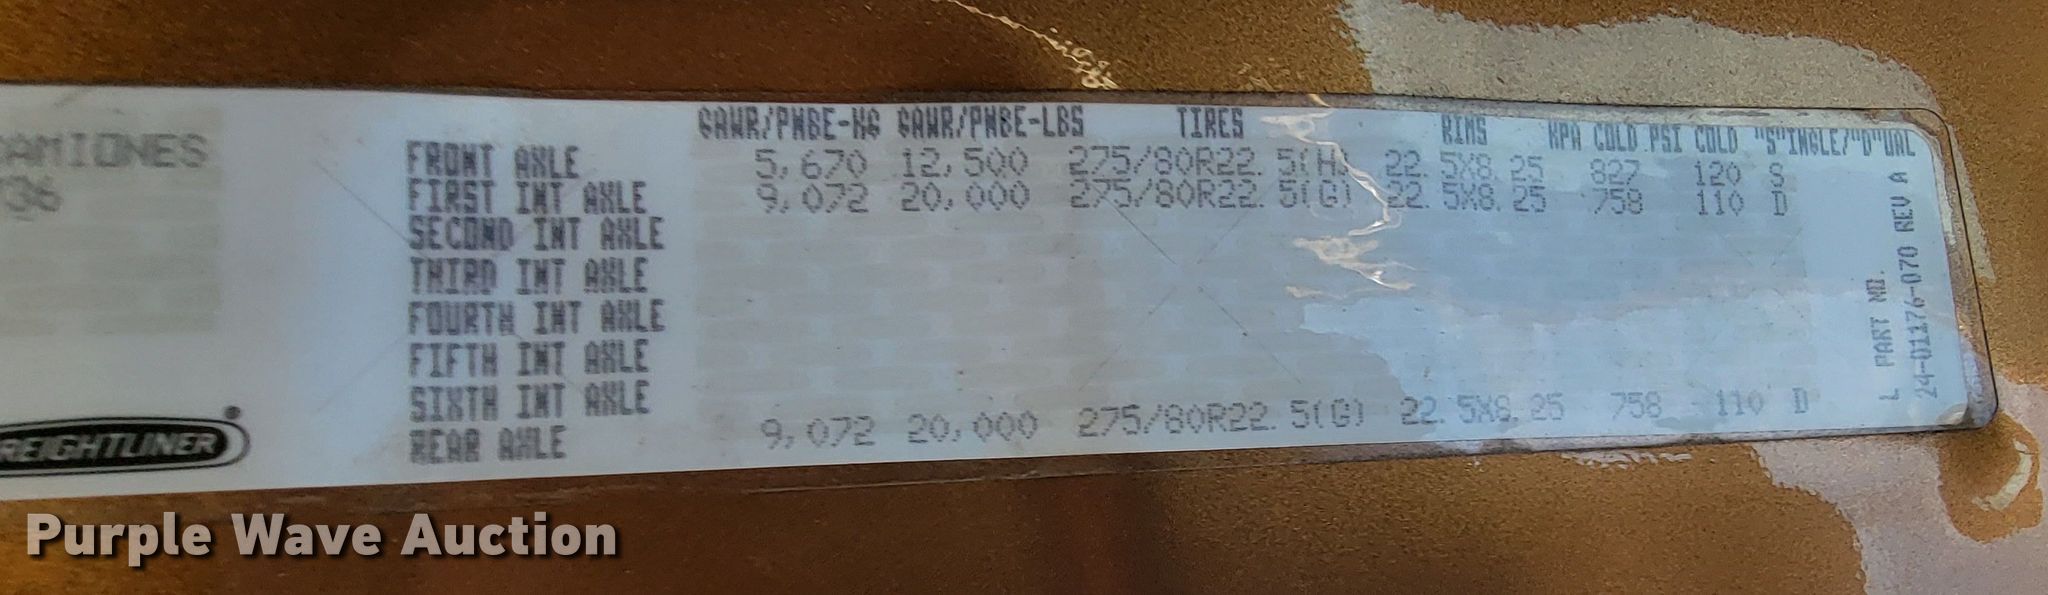 CAMIONES
736
GAWR/PNBE-KG GAWR/PNBE-LBS TIRES RIMS KPA COLD PSI COLD "S"INGLE/"D"UAL
FRONT AXLE 5,670 12,500 275/80R22.5(H) 22.5X8.25 827 120 S
FIRST INT AXLE 9,072 20,000 275/80R22.5(G) 22.5X8.25 758 110 D
SECOND INT AXLE
THIRD INT AXLE
FOURTH INT AXLE
FIFTH INT AXLE
SIXTH INT AXLE
REAR AXLE 9,072 20,000 275/80R22.5(G) 22.5X8.25 758 110 D
L PART NO.
24-01176-070 REV A
FREIGHTLINER
Purple Wave Auction